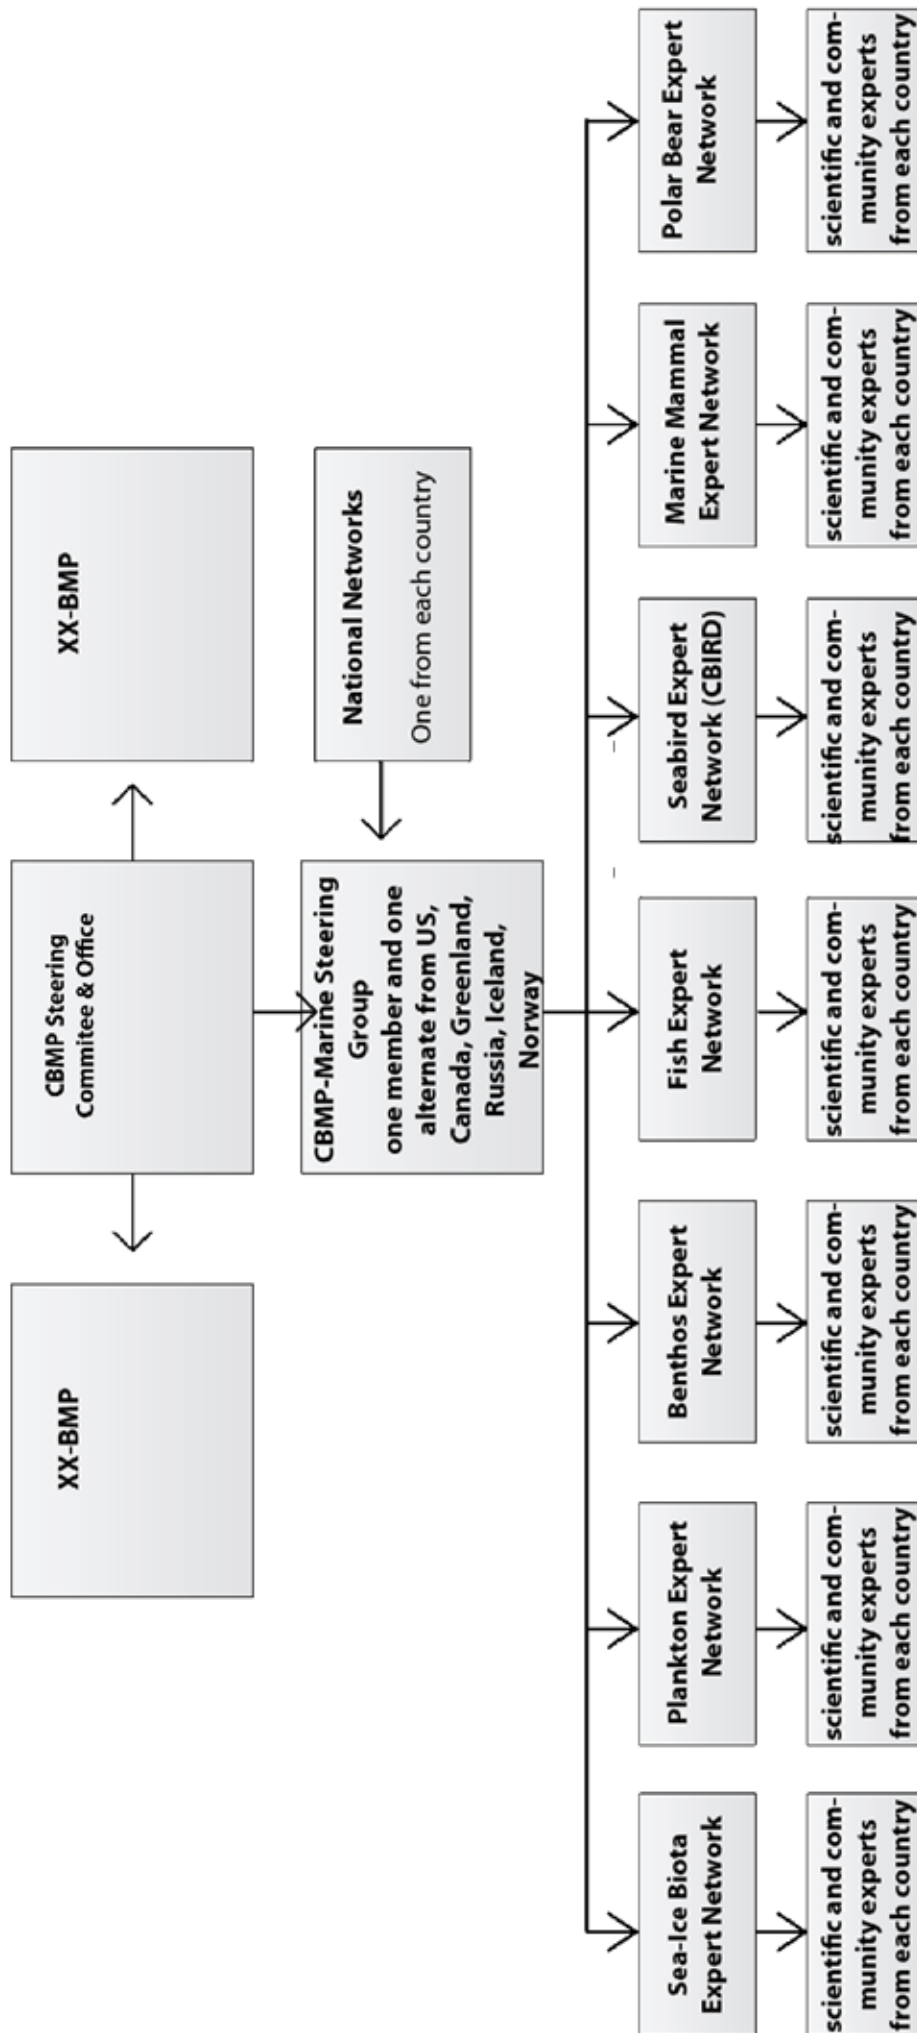 XX-BMP
CBMP Steering
Commitee & Office
XX-BMP
CBMP-Marine Steering
Group
one member and one
alternate from US,
Canada, Greenland,
Russia, Iceland,
Norway
National Networks
One from each country
Sea-Ice Biota
Expert Network
Plankton Expert
Network
Benthos Expert
Network
Fish Expert
Network
Seabird Expert
Network (CBIRD)
Marine Mammal
Expert Network
Polar Bear Expert
Network
scientific and com-
munity experts
from each country
scientific and com-
munity experts
from each country
scientific and com-
munity experts
from each country
scientific and com-
munity experts
from each country
scientific and com-
munity experts
from each country
scientific and com-
munity experts
from each country
scientific and com-
munity experts
from each country